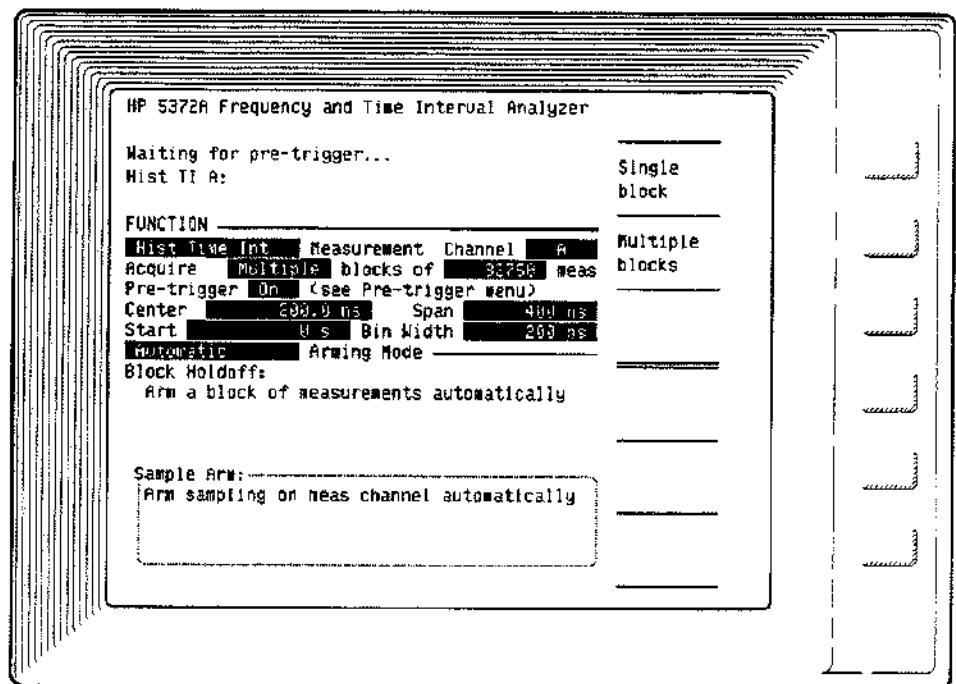 HP 5372A Frequency and Time Interval Analyzer
Waiting for pre-trigger...
Hist TI A:
Single
block
FUNCTION
Hist Time Int Measurement Channel A
Multiple
blocks
Acquire Multiple blocks of meas
Pre-trigger On (see Pre-trigger menu)
Center 200.0 ns Span 400 ns
Start 0 s Bin Width 200 ps
Automatic Arming Mode
Block Holdoff:
Arm a block of measurements automatically
Sample Arm:
Arm sampling on meas channel automatically